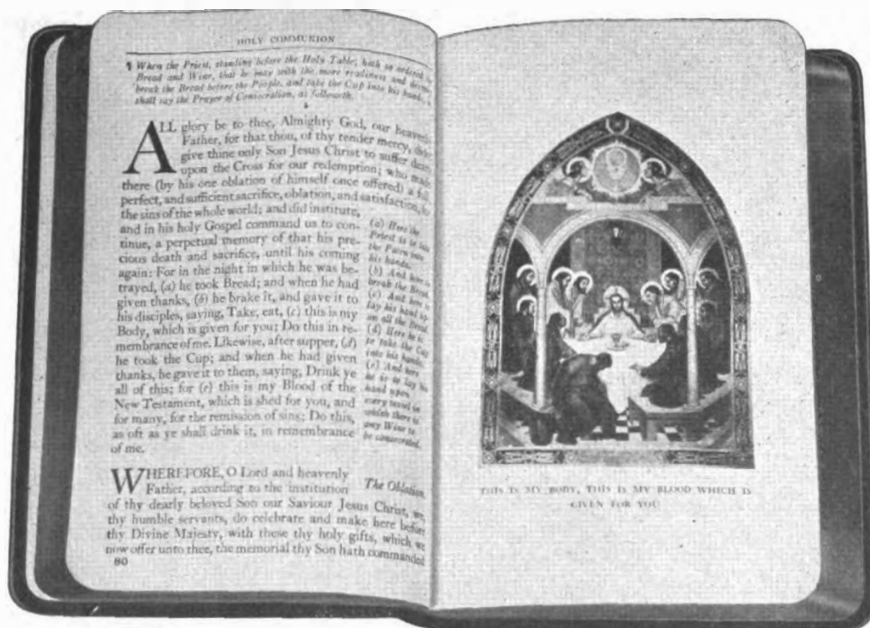 HOLY COMMUNION
¶ When the Priest, standing before the Holy Table, hath so ordered the
Bread and Wine, that he may with the more readiness and decency
break the Bread before the People, and take the Cup into his hands, he
shall say the Prayer of Consecration, as followeth.
ALL glory be to thee, Almighty God, our heavenly
Father, for that thou, of thy tender mercy, didst
give thine only Son Jesus Christ to suffer death
upon the Cross for our redemption; who made
there (by his one oblation of himself once offered) a full,
perfect, and sufficient sacrifice, oblation, and satisfaction, for
the sins of the whole world; and did institute,
and in his holy Gospel command us to con-
tinue, a perpetual memory of that his pre-
cious death and sacrifice, until his coming
again: For in the night in which he was be-
trayed, (a) he took Bread; and when he had
given thanks, (b) he brake it, and gave it to
his disciples, saying, Take, eat, (c) this is my
Body, which is given for you; Do this in re-
membrance of me. Likewise, after supper, (d)
he took the Cup; and when he had given
thanks, he gave it to them, saying, Drink ye
all of this; for (e) this is my Blood of the
New Testament, which is shed for you, and
for many, for the remission of sins; Do this,
as oft as ye shall drink it, in remembrance
of me.
(a) Here the
Priest is to take
the Paten into
his hands.
(b) And here to
break the Bread.
(c) And here to
lay his hand up-
on all the Bread.
(d) Here he is
to take the Cup
into his hands.
(e) And here
he is to lay his
hand upon
every vessel in
which there is
any Wine to
be consecrated.
WHEREFORE, O Lord and heavenly
Father, according to the institution
of thy dearly beloved Son our Saviour Jesus Christ, we,
thy humble servants, do celebrate and make here before
thy Divine Majesty, with these thy holy gifts, which we
now offer unto thee, the memorial thy Son hath commanded
The Oblation.
80
THIS IS MY BODY, THIS IS MY BLOOD WHICH IS
GIVEN FOR YOU